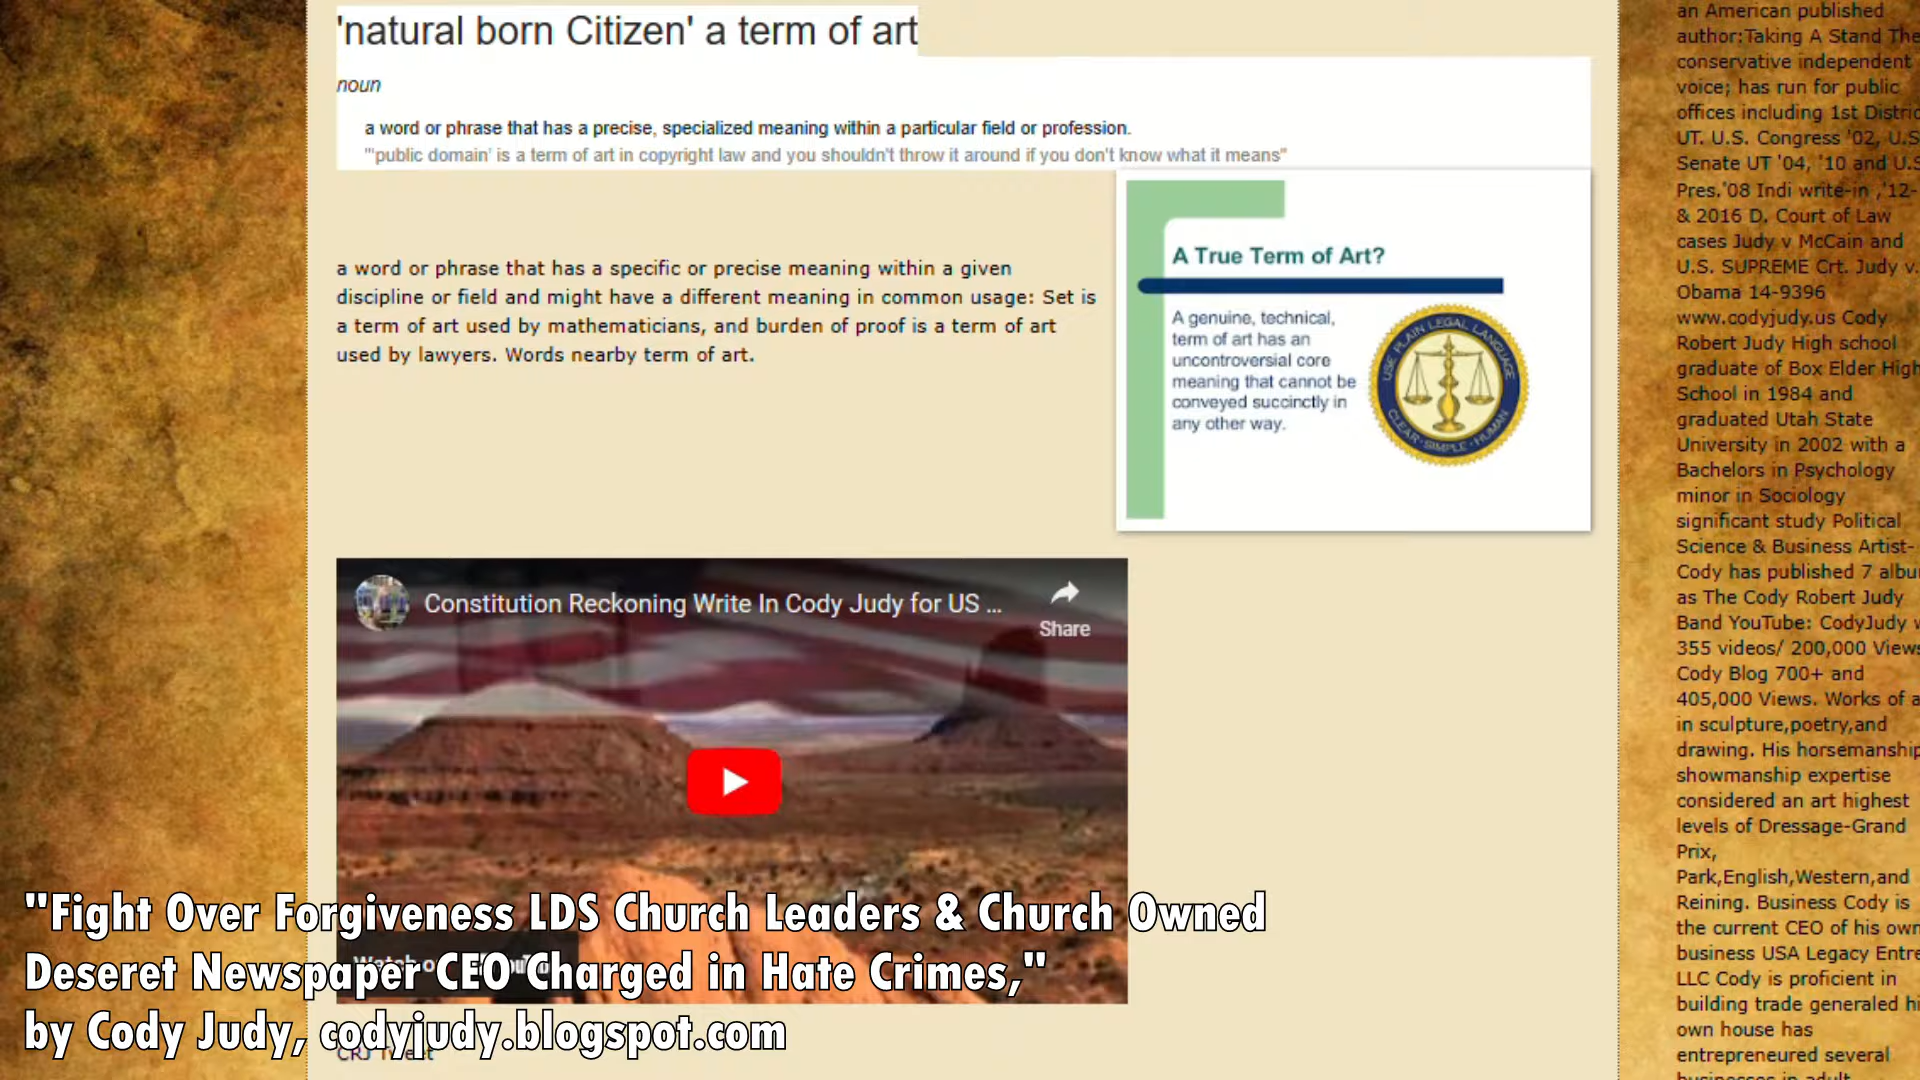 'natural born Citizen' a term of art
noun
a word or phrase that has a precise, specialized meaning within a particular field or profession.
"'public domain' is a term of art in copyright law and you shouldn't throw it around if you don't know what it means"
a word or phrase that has a specific or precise meaning within a given
discipline or field and might have a different meaning in common usage: Set is
a term of art used by mathematicians, and burden of proof is a term of art
used by lawyers. Words nearby term of art.
A True Term of Art?
A genuine, technical,
term of art has an
uncontroversial core
meaning that cannot be
conveyed succinctly in
any other way.
USE PLAIN LEGAL LANGUAGE
CLEAR·SIMPLE·HUMAN
Constitution Reckoning Write In Cody Judy for US ...
Share
Watch
"Fight Over Forgiveness LDS Church Leaders & Church Owned
Deseret Newspaper CEO Charged in Hate Crimes,"
by Cody Judy, codyjudy.blogspot.com
CRJ Tweet
an American published
author:Taking A Stand The
conservative independent
voice; has run for public
offices including 1st Distric
UT. U.S. Congress '02, U.S
Senate UT '04, '10 and U.S
Pres.'08 Indi write-in ,'12-
& 2016 D. Court of Law
cases Judy v McCain and
U.S. SUPREME Crt. Judy v.
Obama 14-9396
www.codyjudy.us Cody
Robert Judy High school
graduate of Box Elder High
School in 1984 and
graduated Utah State
University in 2002 with a
Bachelors in Psychology
minor in Sociology
significant study Political
Science & Business Artist-
Cody has published 7 albu
as The Cody Robert Judy
Band YouTube: CodyJudy w
355 videos/ 200,000 Views
Cody Blog 700+ and
405,000 Views. Works of a
in sculpture,poetry,and
drawing. His horsemanship
showmanship expertise
considered an art highest
levels of Dressage-Grand
Prix,
Park,English,Western,and
Reining. Business Cody is
the current CEO of his own
business USA Legacy Entre
LLC Cody is proficient in
building trade generaled hi
own house has
entrepreneured several
businesses in adult